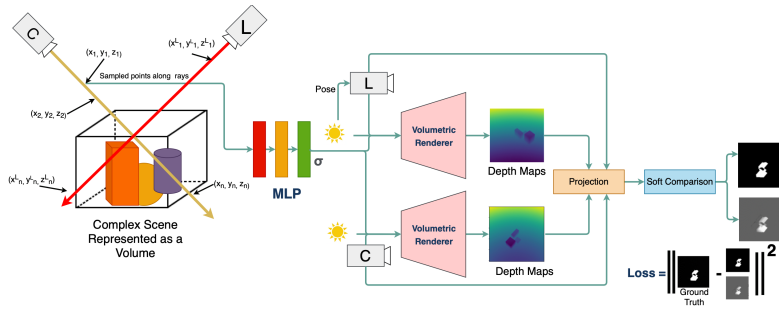 C
L
(x₁, y₁, z₁)
(xᴸ₁, yᴸ₁, zᴸ₁)
Sampled points along rays
(x₂, y₂, z₂)
(xᴸₙ, yᴸₙ, zᴸₙ)
(xₙ, yₙ, zₙ)
Complex Scene
Represented as a
Volume
MLP
σ
Pose
L
Volumetric
Renderer
Depth Maps
Volumetric
Renderer
Depth Maps
C
Projection
Soft Comparison
Loss = || - ||²
Ground
Truth